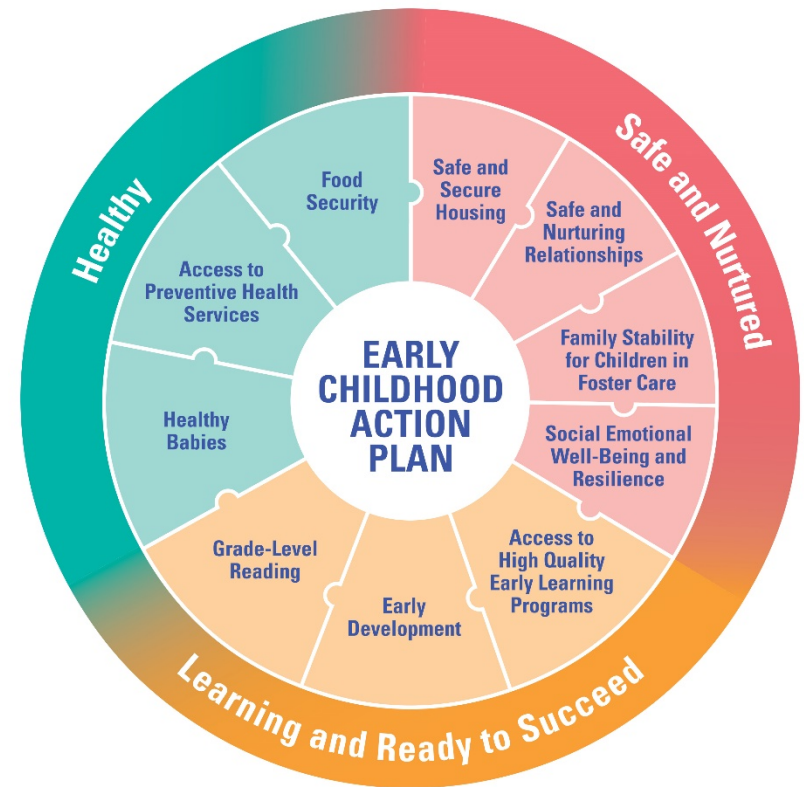 EARLY
CHILDHOOD
ACTION
PLAN
Healthy
Safe and Nurtured
Learning and Ready to Succeed
Food
Security
Safe and
Secure
Housing
Safe and
Nurturing
Relationships
Family Stability
for Children in
Foster Care
Social Emotional
Well-Being and
Resilience
Access to
High Quality
Early Learning
Programs
Early
Development
Grade-Level
Reading
Healthy
Babies
Access to
Preventive Health
Services